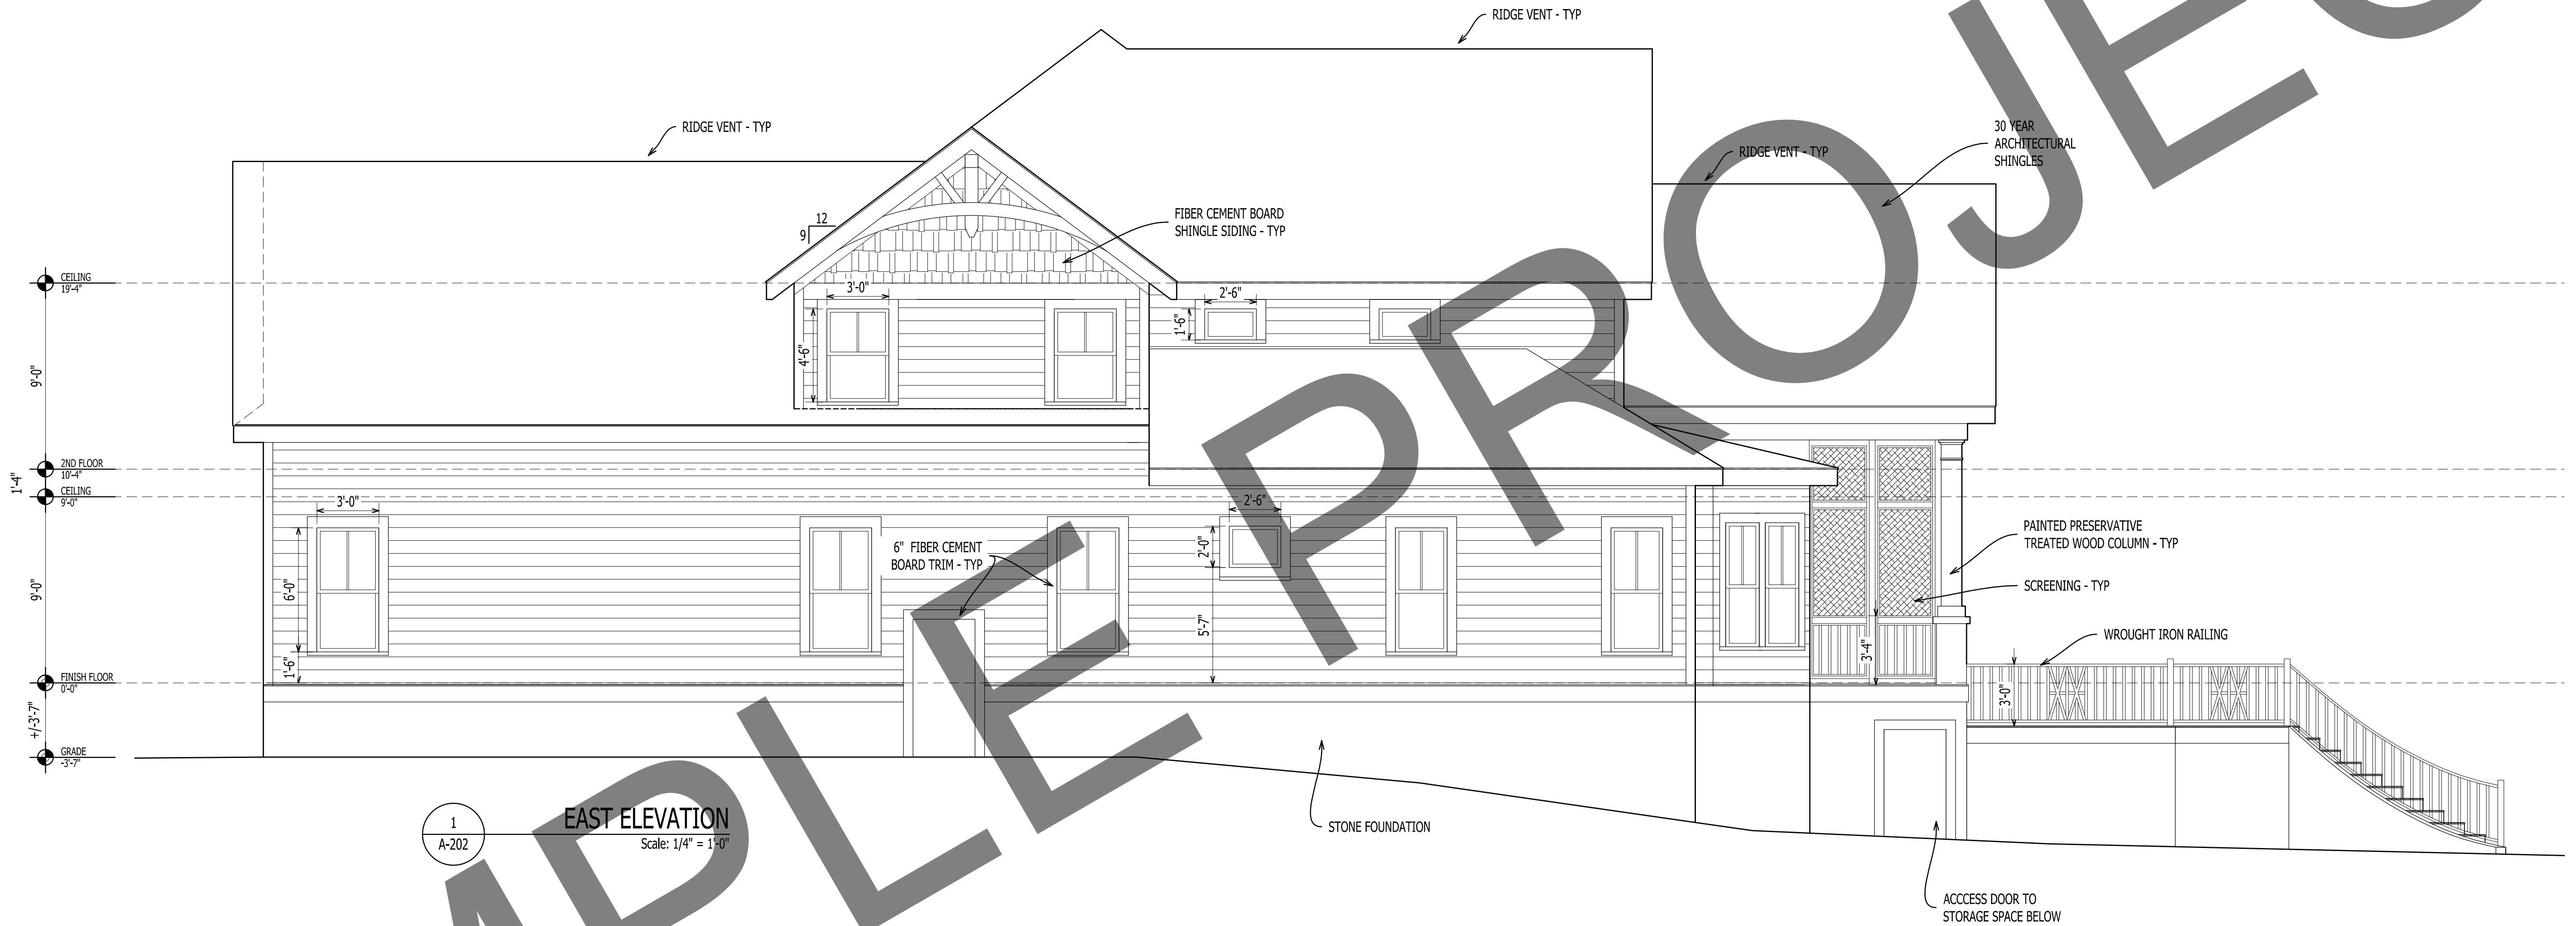 RIDGE VENT - TYP
RIDGE VENT - TYP
RIDGE VENT - TYP
30 YEAR
ARCHITECTURAL
SHINGLES
12
9
FIBER CEMENT BOARD
SHINGLE SIDING - TYP
CEILING
19'-4"
3'-0"
2'-6"
1'-6"
4'-6"
9'-0"
2ND FLOOR
10'-4"
1'-4"
CEILING
9'-0"
3'-0"
2'-6"
6" FIBER CEMENT
BOARD TRIM - TYP
2'-0"
PAINTED PRESERVATIVE
TREATED WOOD COLUMN - TYP
SCREENING - TYP
9'-0"
6'-0"
5'-7"
WROUGHT IRON RAILING
3'-4"
1'-6"
FINISH FLOOR
0'-0"
3'-0"
+/-3'-7"
GRADE
-3'-7"
1
A-202
EAST ELEVATION
Scale: 1/4" = 1'-0"
STONE FOUNDATION
ACCCESS DOOR TO
STORAGE SPACE BELOW
MPLE PROJEC